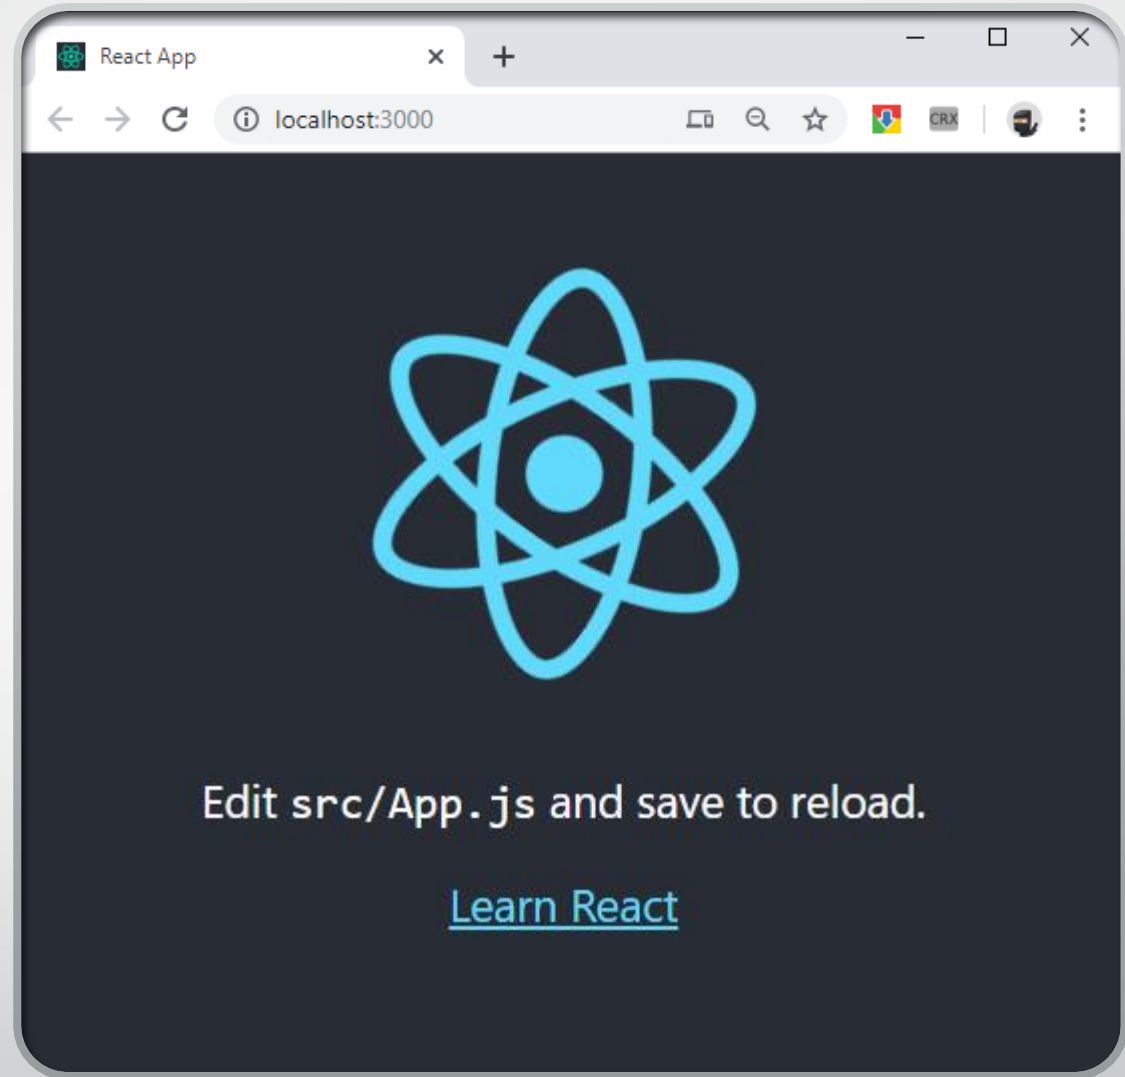 React App
localhost:3000
CRX
Edit src/App.js and save to reload.
Learn React